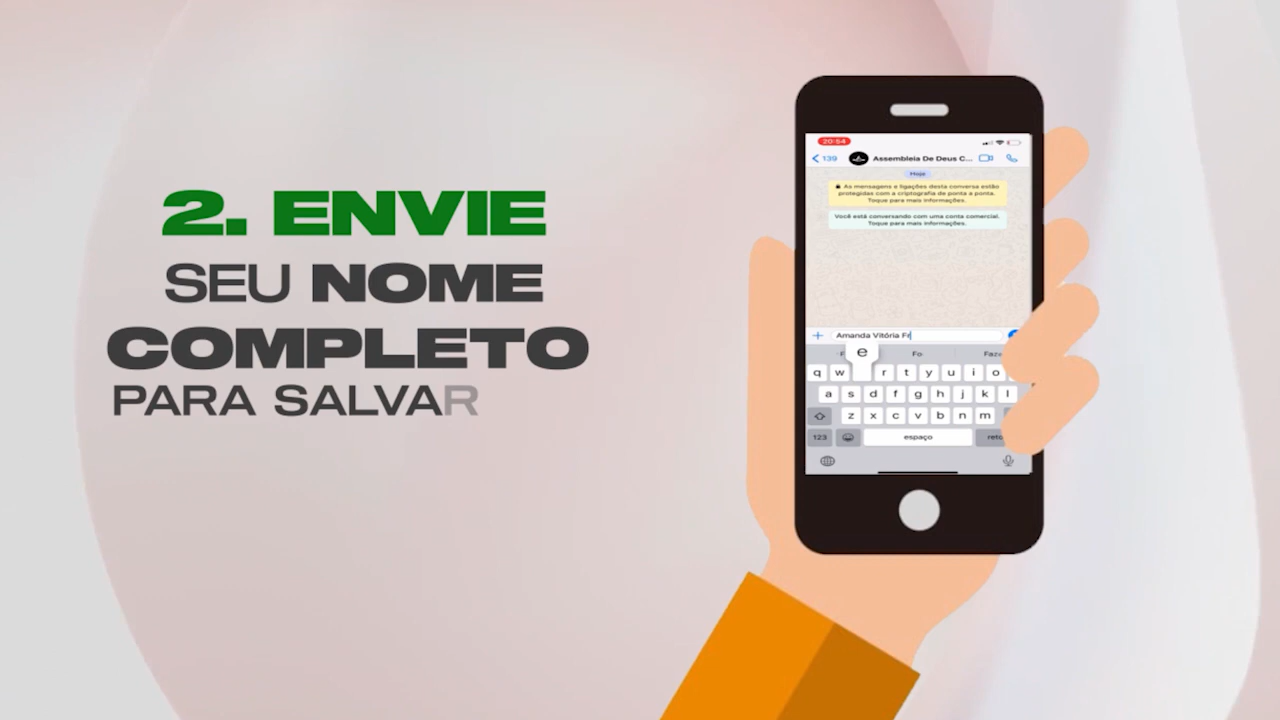 2. ENVIE
SEU NOME
COMPLETO
PARA SALVAR
20:54
139
Assembleia De Deus C...
Hoje
As mensagens e ligações desta conversa estão
protegidas com a criptografia de ponta a ponta.
Toque para mais informações.
Você está conversando com uma conta comercial.
Toque para mais informações.
Amanda Vitória Fr
e
Fo
q w r t y u i o
a s d f g h j k l
z x c v b n m
123 espaço